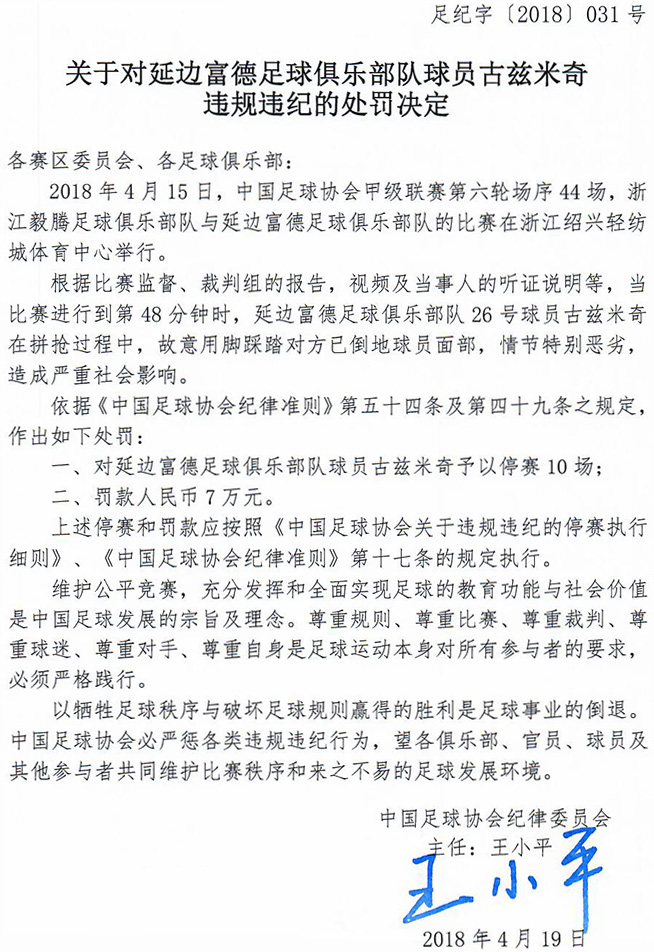 足纪字〔2018〕031号
关于对延边富德足球俱乐部队球员古兹米奇
违规违纪的处罚决定
各赛区委员会、各足球俱乐部：
2018年4月15日，中国足球协会甲级联赛第六轮场序44场，浙
江毅腾足球俱乐部队与延边富德足球俱乐部队的比赛在浙江绍兴轻纺
城体育中心举行。
根据比赛监督、裁判组的报告，视频及当事人的听证说明等，当
比赛进行到第48分钟时，延边富德足球俱乐部队26号球员古兹米奇
在拼抢过程中，故意用脚踩踏对方已倒地球员面部，情节特别恶劣，
造成严重社会影响。
依据《中国足球协会纪律准则》第五十四条及第四十九条之规定，
作出如下处罚：
一、对延边富德足球俱乐部队球员古兹米奇予以停赛10场；
二、罚款人民币7万元。
上述停赛和罚款应按照《中国足球协会关于违规违纪的停赛执行
细则》、《中国足球协会纪律准则》第十七条的规定执行。
维护公平竞赛，充分发挥和全面实现足球的教育功能与社会价值
是中国足球发展的宗旨及理念。尊重规则、尊重比赛、尊重裁判、尊
重球迷、尊重对手、尊重自身是足球运动本身对所有参与者的要求，
必须严格践行。
以牺牲足球秩序与破坏足球规则赢得的胜利是足球事业的倒退。
中国足球协会必严惩各类违规违纪行为，望各俱乐部、官员、球员及
其他参与者共同维护比赛秩序和来之不易的足球发展环境。
中国足球协会纪律委员会
主任：王小平
王小平
2018年4月19日